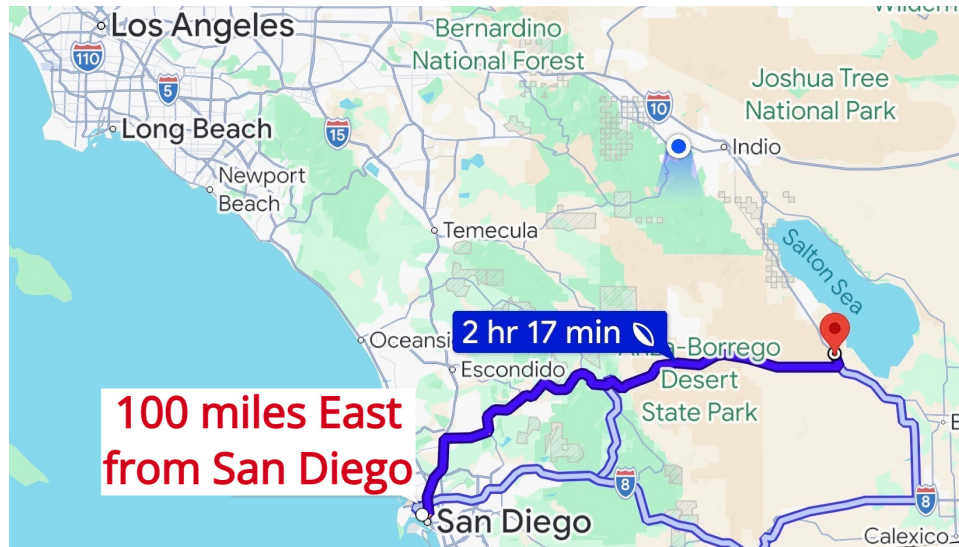 Los Angeles
Bernardino
National Forest
110
5
10
Joshua Tree
National Park
Long Beach
15
Indio
Newport
Beach
Temecula
Salton Sea
Oceansi
2 hr 17 min
-Borrego
Desert
State Park
Escondido
100 miles East
from San Diego
8
8
San Diego
Calexico